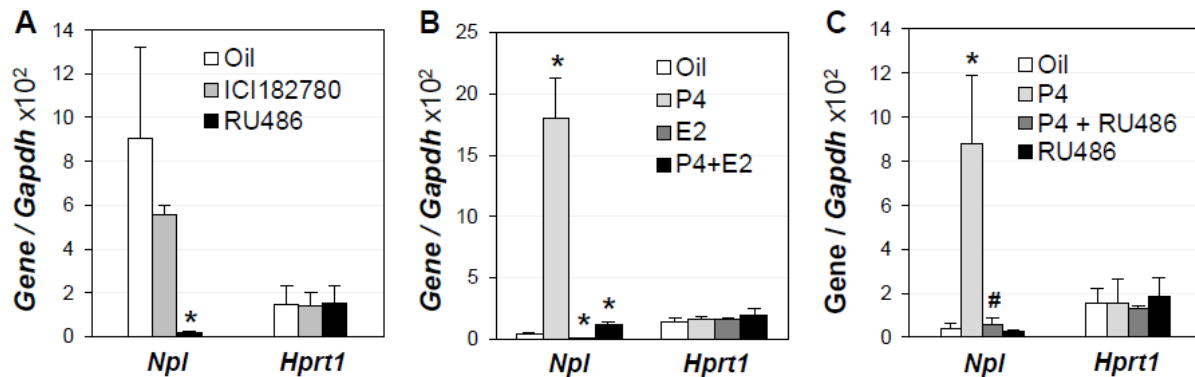 A
Gene / Gapdh x10²
14
12
10
8
6
4
2
0
Oil
ICI182780
RU486
*
Npl
Hprt1
B
Gene / Gapdh x10²
25
20
15
10
5
0
Oil
P4
E2
P4+E2
*
*
*
Npl
Hprt1
C
Gene / Gapdh x10²
14
12
10
8
6
4
2
0
Oil
P4
P4 + RU486
RU486
*
#
Npl
Hprt1